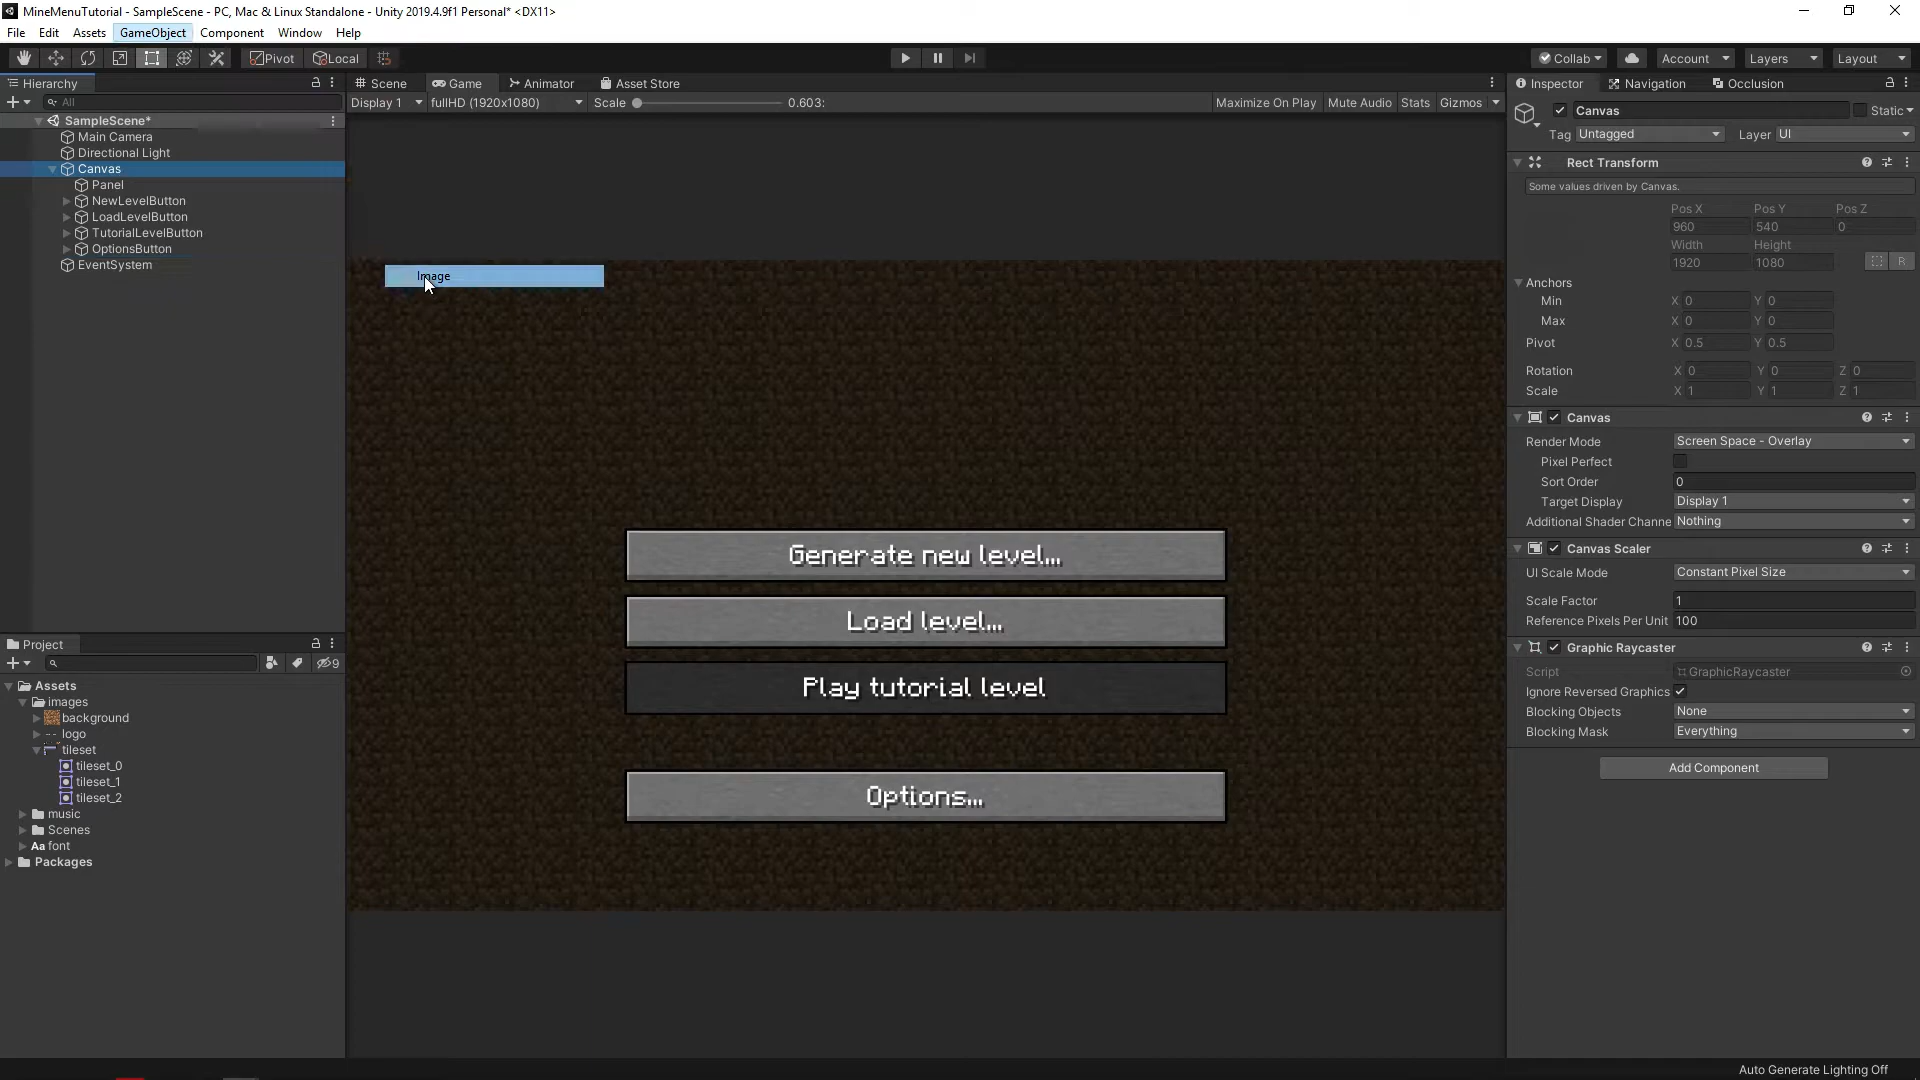 MineMenuTutorial - SampleScene - PC, Mac & Linux Standalone - Unity 2019.4.9f1 Personal* <DX11>
File Edit Assets GameObject Component Window Help
Pivot Local Collab Account Layers Layout
Hierarchy
All
SampleScene*
Main Camera
Directional Light
Canvas
Panel
NewLevelButton
LoadLevelButton
TutorialLevelButton
OptionsButton
EventSystem
Project
9
Assets
images
background
logo
tileset
tileset_0
tileset_1
tileset_2
music
Scenes
Aa font
Packages
Scene Game Animator Asset Store
Display 1 fullHD (1920x1080) Scale 0.603: Maximize On Play Mute Audio Stats Gizmos
Image
Generate new level...
Load level...
Play tutorial level
Options...
Inspector Navigation Occlusion
Canvas Static
Tag Untagged Layer UI
Rect Transform
Some values driven by Canvas.
Pos X Pos Y Pos Z
960 540 0
Width Height
1920 1080 R
Anchors
Min X 0 Y 0
Max X 0 Y 0
Pivot X 0.5 Y 0.5
Rotation X 0 Y 0 Z 0
Scale X 1 Y 1 Z 1
Canvas
Render Mode Screen Space - Overlay
Pixel Perfect
Sort Order 0
Target Display Display 1
Additional Shader Channe Nothing
Canvas Scaler
UI Scale Mode Constant Pixel Size
Scale Factor 1
Reference Pixels Per Unit 100
Graphic Raycaster
Script GraphicRaycaster
Ignore Reversed Graphics
Blocking Objects None
Blocking Mask Everything
Add Component
Auto Generate Lighting Off